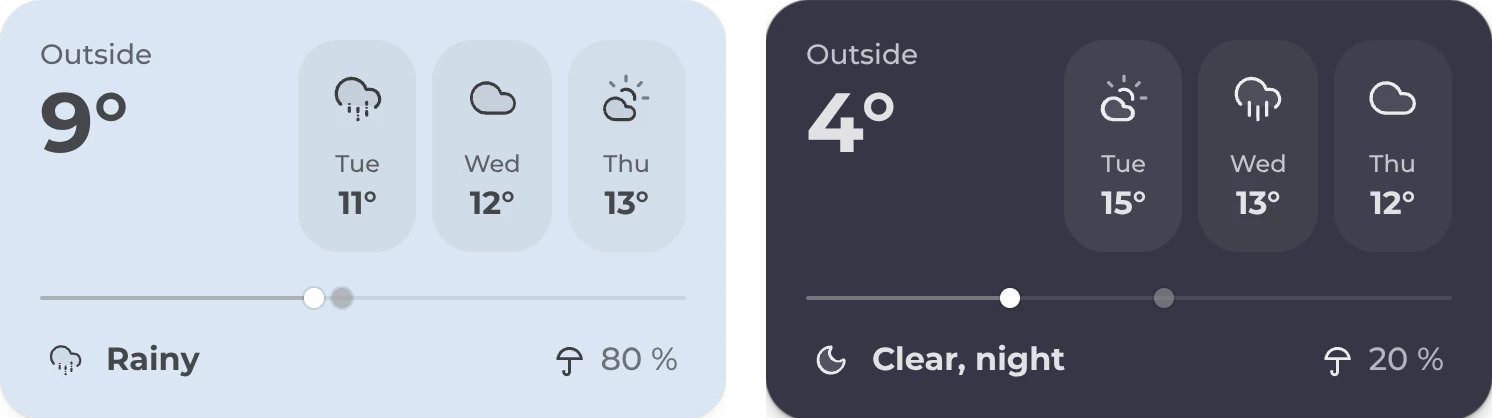 Outside
9°
Tue
11°
Wed
12°
Thu
13°
Rainy
80 %
Outside
4°
Tue
15°
Wed
13°
Thu
12°
Clear, night
20 %